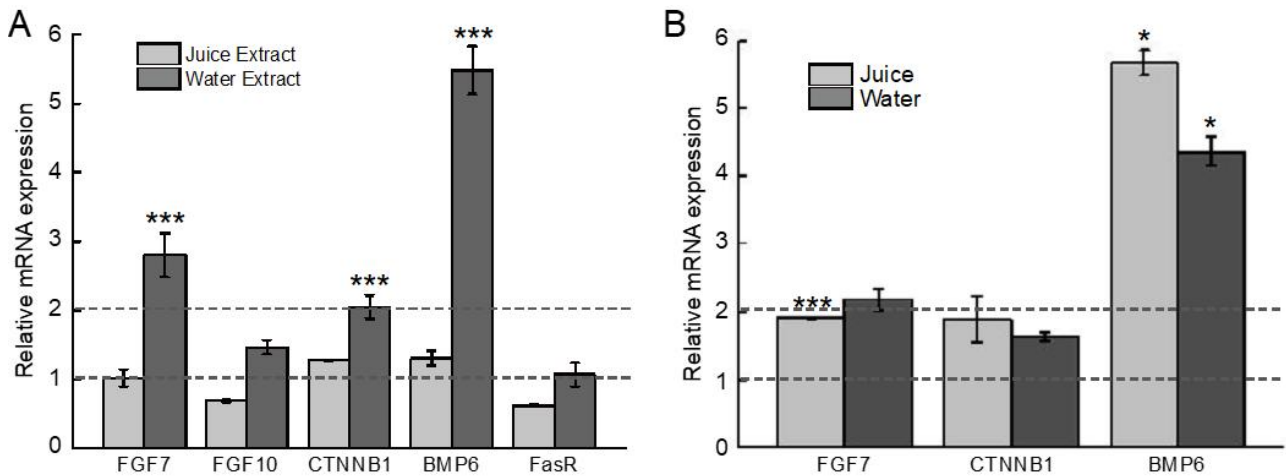 A
Relative mRNA expression
6
5
4
3
2
1
0
Juice Extract
Water Extract
***
***
***
FGF7 FGF10 CTNNB1 BMP6 FasR
B
Relative mRNA expression
6
5
4
3
2
1
0
Juice
Water
***
*
*
FGF7 CTNNB1 BMP6